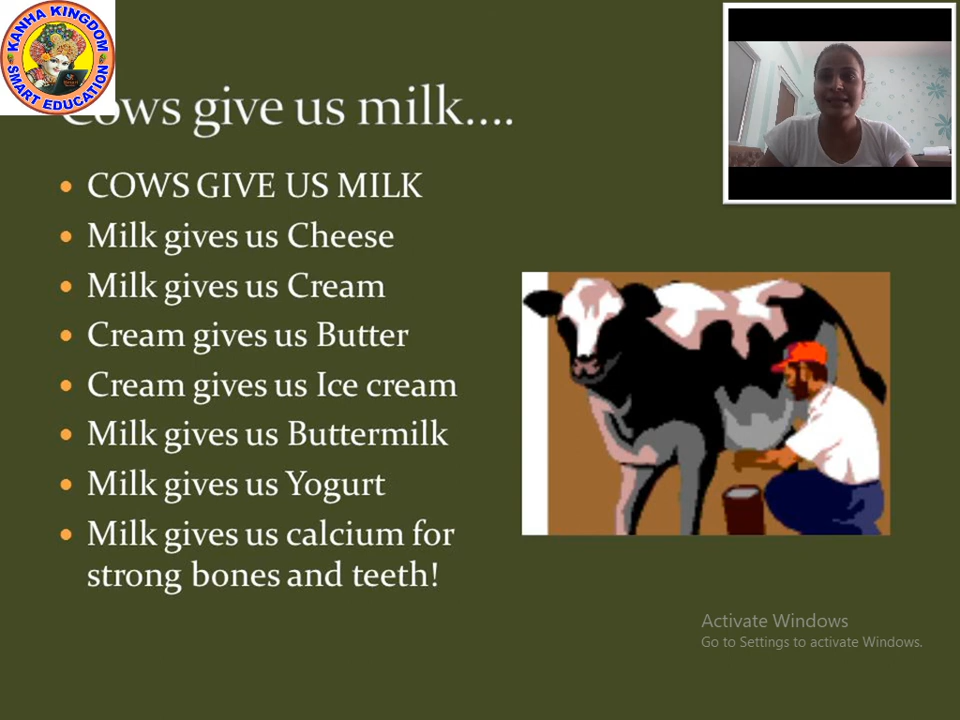 KANHA KINGDOM
SMART EDUCATION
Cows give us milk....
• COWS GIVE US MILK
• Milk gives us Cheese
• Milk gives us Cream
• Cream gives us Butter
• Cream gives us Ice cream
• Milk gives us Buttermilk
• Milk gives us Yogurt
• Milk gives us calcium for
strong bones and teeth!
Activate Windows
Go to Settings to activate Windows.